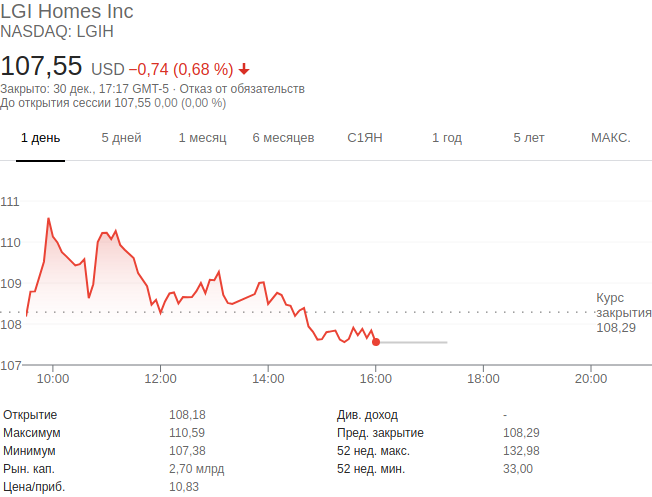 LGI Homes Inc
NASDAQ: LGIH
107,55 USD −0,74 (0,68 %)
Закрыто: 30 дек., 17:17 GMT-5 · Отказ от обязательств
До открытия сессии 107,55 0,00 (0,00 %)
1 день 5 дней 1 месяц 6 месяцев С1ЯН 1 год 5 лет МАКС.
111
110
109
108
107
Курс
закрытия
108,29
10:00 12:00 14:00 16:00 18:00 20:00
Открытие 108,18 Див. доход -
Максимум 110,59 Пред. закрытие 108,29
Минимум 107,38 52 нед. макс. 132,98
Рын. кап. 2,70 млрд 52 нед. мин. 33,00
Цена/приб. 10,83